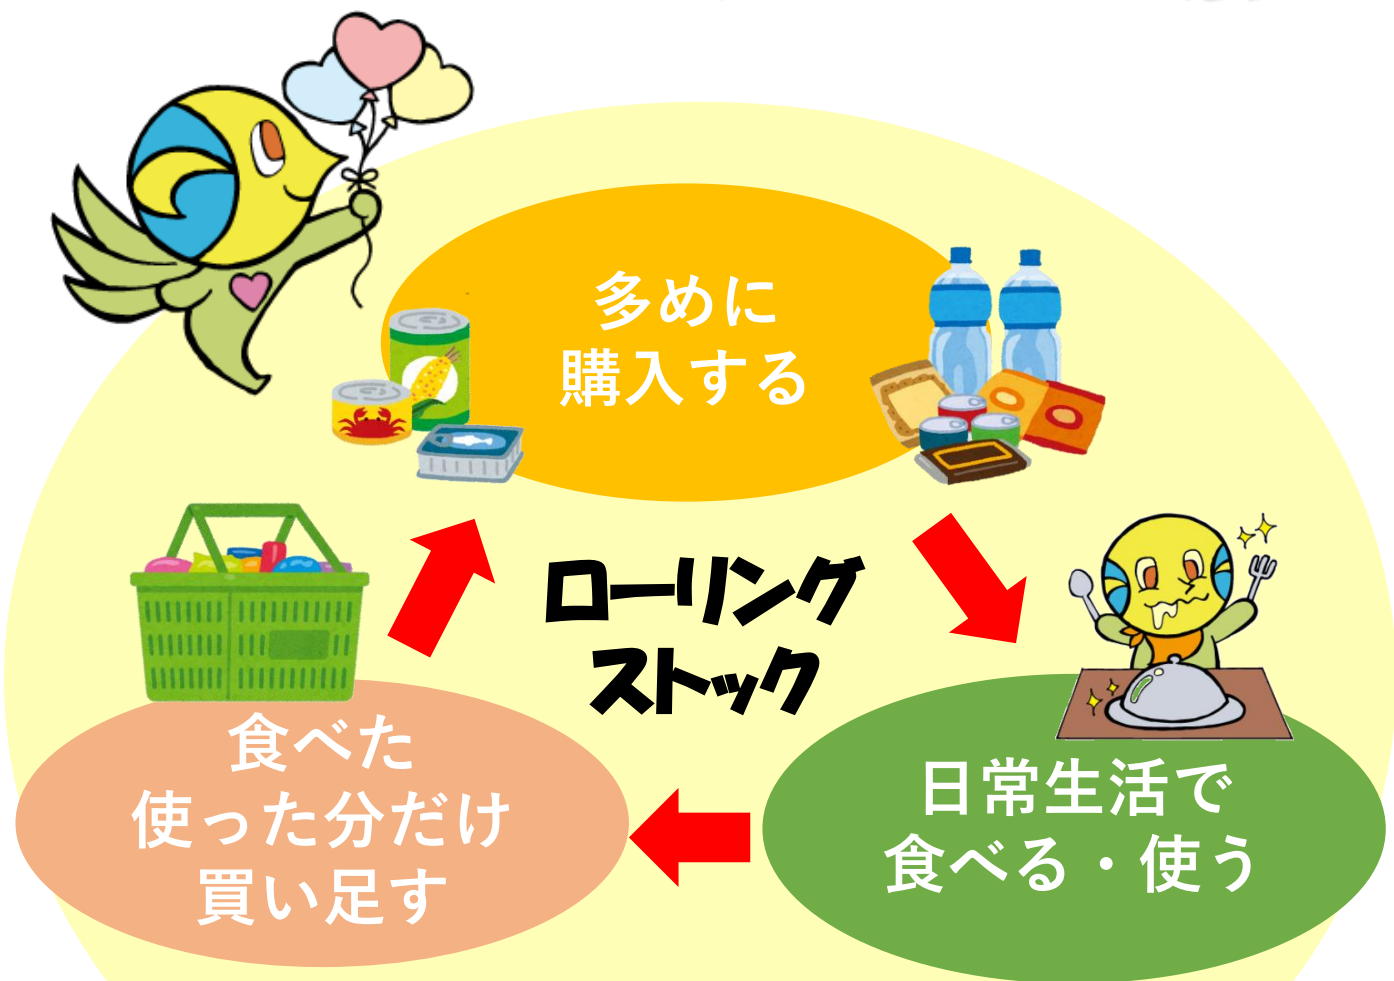 多めに
購入する
ローリング
ストック
食べた
使った分だけ
買い足す
日常生活で
食べる・使う